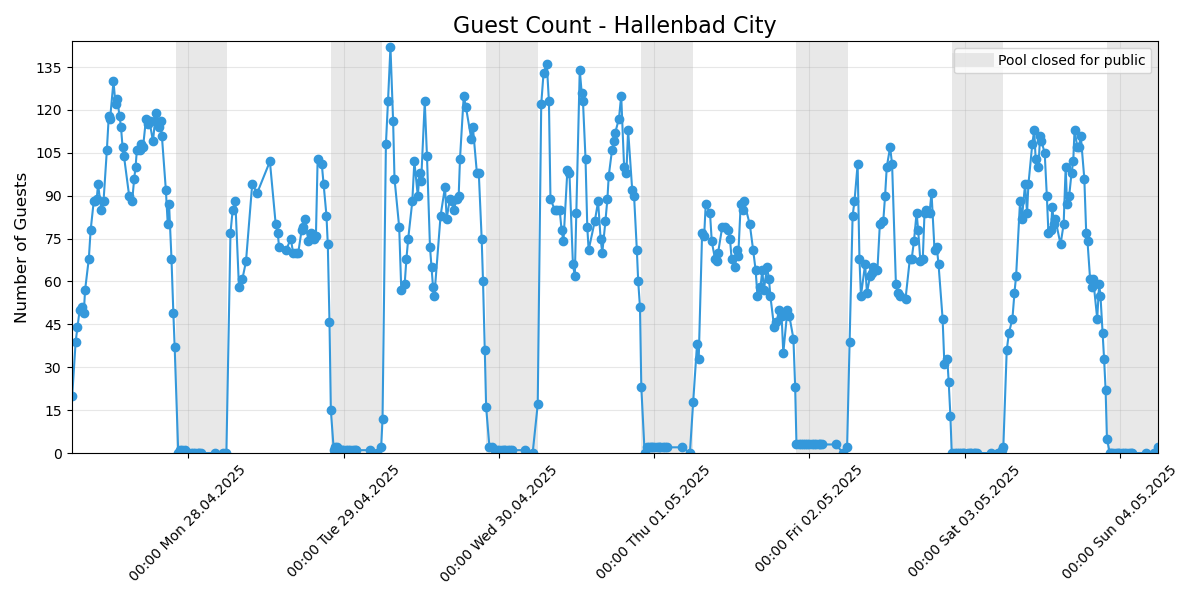 Guest Count - Hallenbad City
Pool closed for public
Number of Guests
135
120
105
90
75
60
45
30
15
0
00:00 Mon 28.04.2025
00:00 Tue 29.04.2025
00:00 Wed 30.04.2025
00:00 Thu 01.05.2025
00:00 Fri 02.05.2025
00:00 Sat 03.05.2025
00:00 Sun 04.05.2025